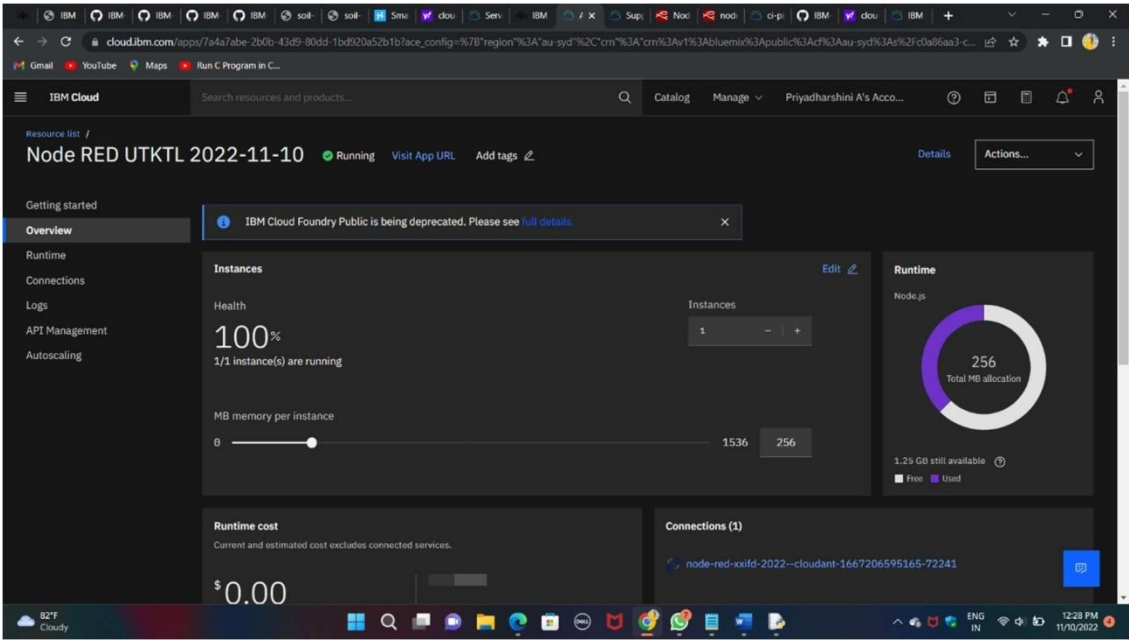 IBM
IBM-
IBM-
IBM-
IBM-
soil-
soil-
Sma
clou
Serv
IBM
Sup
Nod
node
ci-pi
IBM-
clou
IBM
cloud.ibm.com/apps/7a4a7abe-2b0b-43d9-80dd-1bd920a52b1b?ace_config=%7B"region"%3A"au-syd"%2C"crn"%3A"crn%3Av1%3Abluemix%3Apublic%3Acf%3Aau-syd%3As%2Fc0a86aa3-c...
Gmail
YouTube
Maps
Run C Program in C...
IBM Cloud
Search resources and products...
Catalog
Manage
Priyadharshini A's Acco...
Resource list /
Node RED UTKTL 2022-11-10
Running
Visit App URL
Add tags
Details
Actions...
Getting started
Overview
Runtime
Connections
Logs
API Management
Autoscaling
IBM Cloud Foundry Public is being deprecated. Please see full details.
Instances
Edit
Health
100%
1/1 instance(s) are running
Instances
1
MB memory per instance
0
1536
256
Runtime
Node.js
256
Total MB allocation
1.25 GB still available
Free
Used
Runtime cost
Current and estimated cost excludes connected services.
$0.00
Connections (1)
node-red-xxifd-2022--cloudant-1667206595165-72241
82°F
Cloudy
ENG
IN
12:28 PM
11/10/2022
4